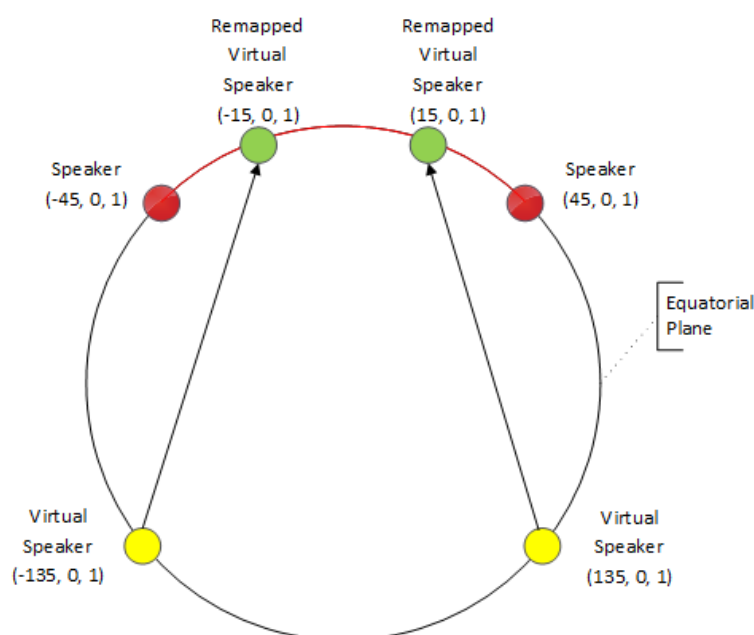 Remapped
Virtual
Speaker
(-15, 0, 1)
Remapped
Virtual
Speaker
(15, 0, 1)
Speaker
(-45, 0, 1)
Speaker
(45, 0, 1)
Equatorial
Plane
Virtual
Speaker
(-135, 0, 1)
Virtual
Speaker
(135, 0, 1)